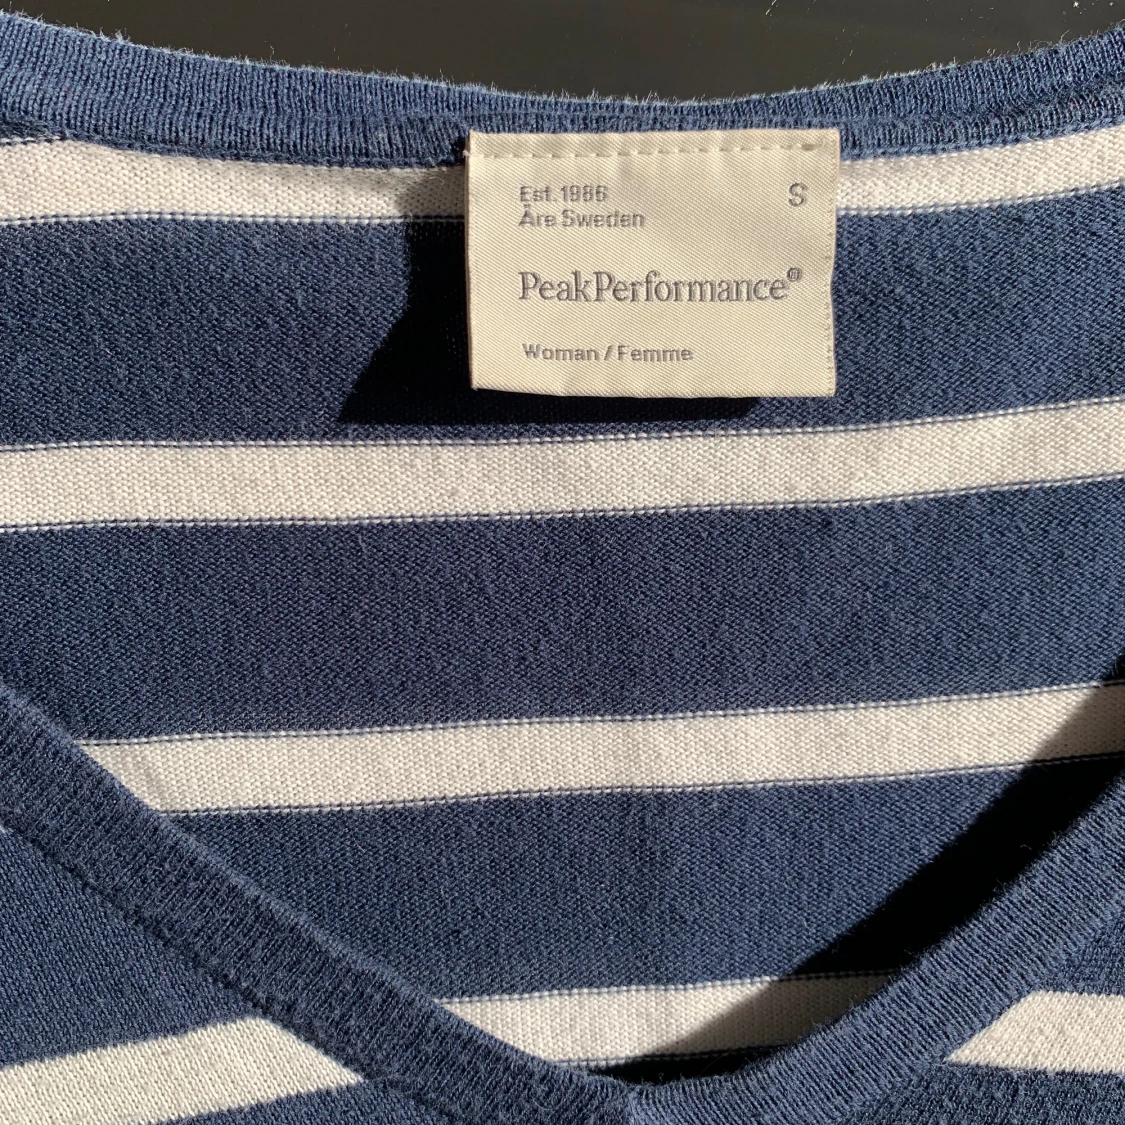 Est. 1986
S
Åre Sweden
PeakPerformance®
Woman / Femme